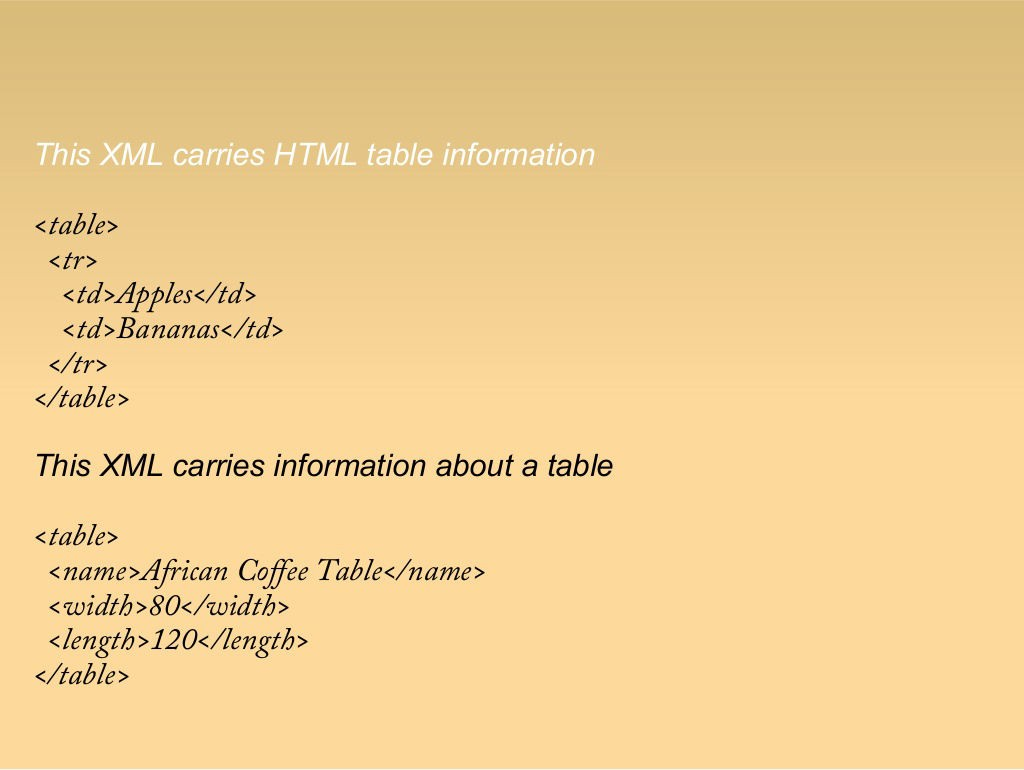 This XML carries HTML table information
<table>
<tr>
<td>Apples</td>
<td>Bananas</td>
</tr>
</table>
This XML carries information about a table
<table>
<name>African Coffee Table</name>
<width>80</width>
<length>120</length>
</table>